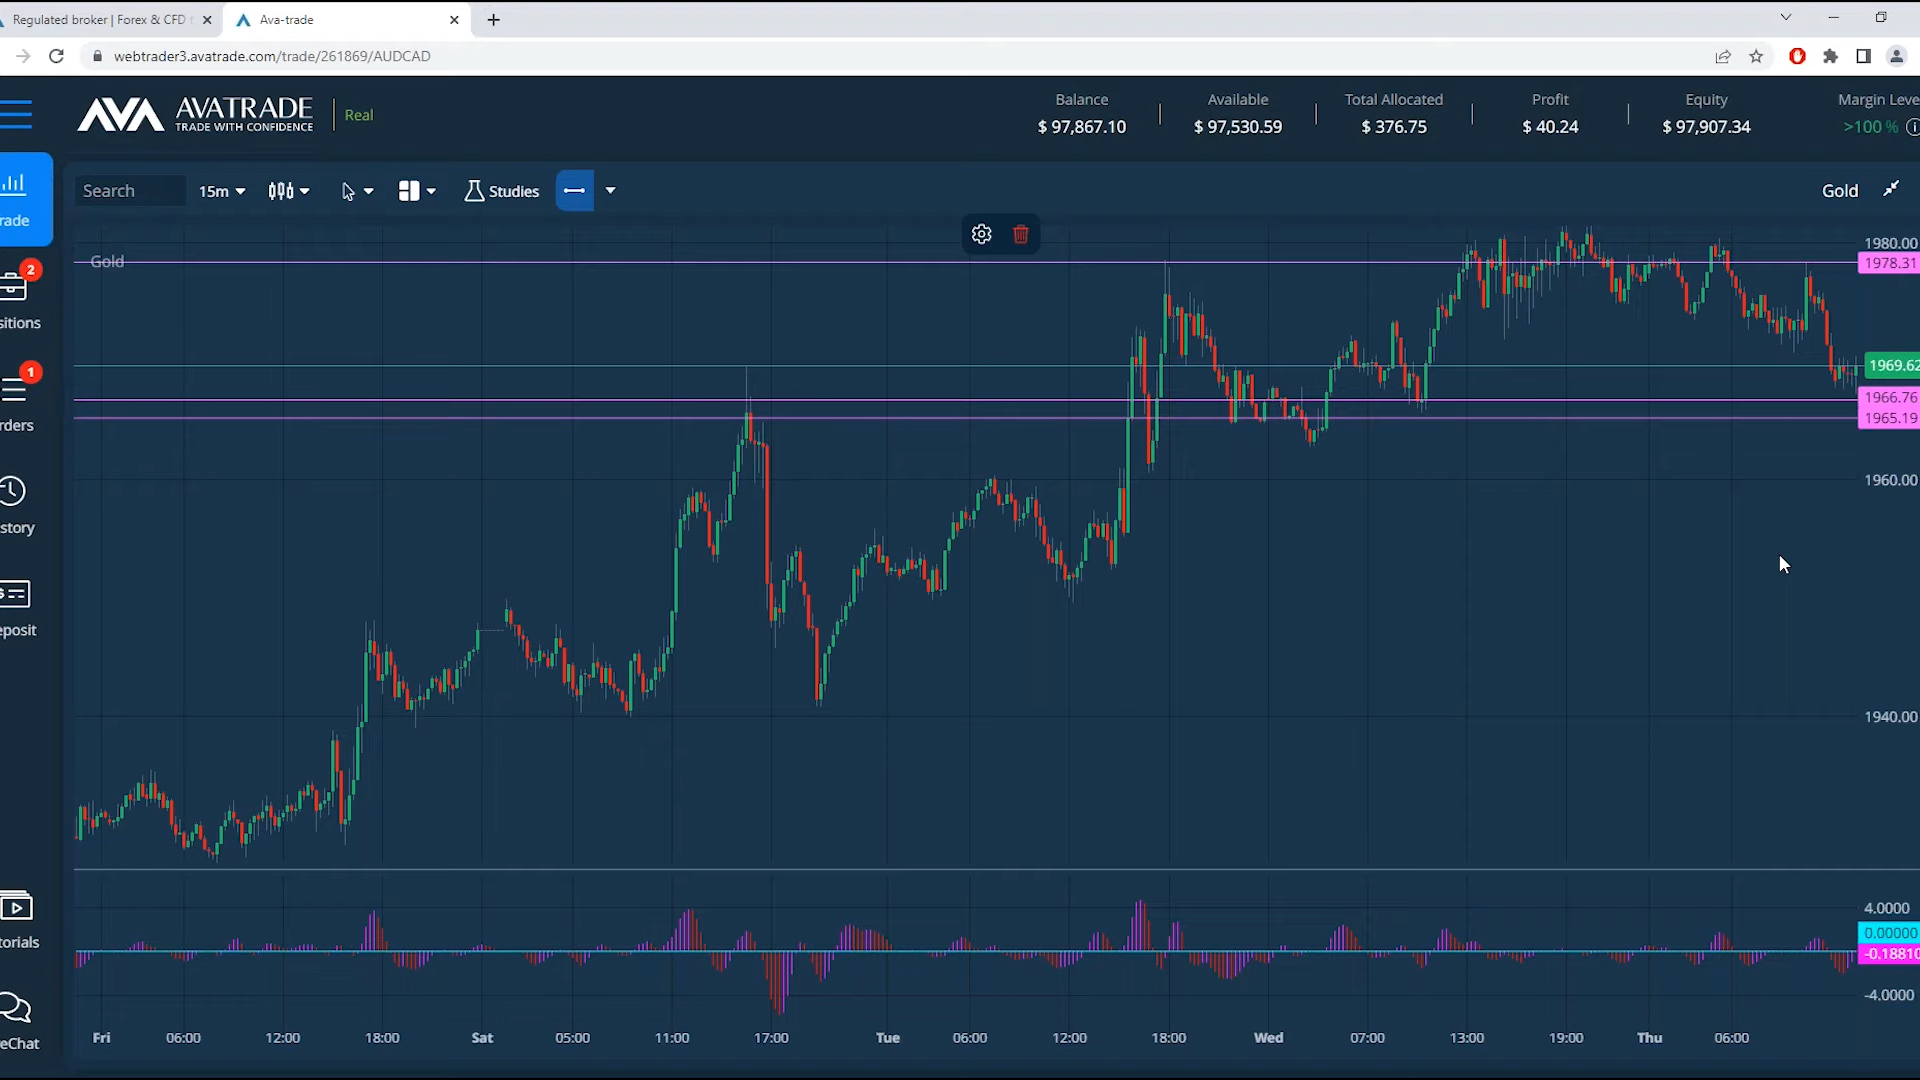 Regulated broker | Forex & CFD
Ava-trade
webtrader3.avatrade.com/trade/261869/AUDCAD
AVA AVATRADE
TRADE WITH CONFIDENCE
Real
Balance
$ 97,867.10
Available
$ 97,530.59
Total Allocated
$ 376.75
Profit
$ 40.24
Equity
$ 97,907.34
Margin Leve
>100 %
rade
2
sitions
1
rders
story
eposit
torials
eChat
Search
15m
Studies
Gold
Gold
1980.00
1978.31
1969.62
1966.76
1965.19
1960.00
1940.00
4.0000
0.00000
-0.18810
-4.0000
Fri 06:00 12:00 18:00 Sat 05:00 11:00 17:00 Tue 06:00 12:00 18:00 Wed 07:00 13:00 19:00 Thu 06:00